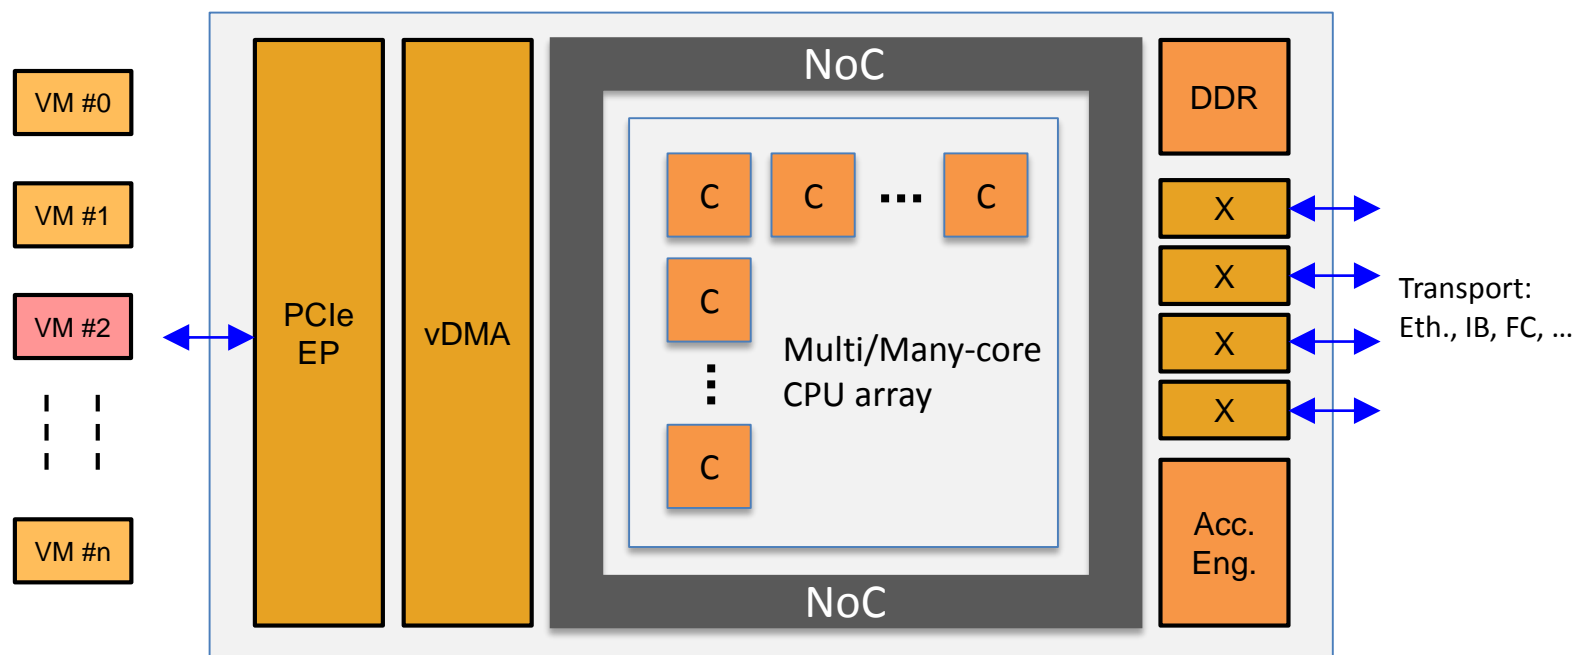 VM #0
VM #1
VM #2
VM #n
PCIe
EP
vDMA
NoC
C
C
...
C
C
...
C
Multi/Many-core
CPU array
NoC
DDR
X
X
X
X
Acc.
Eng.
Transport:
Eth., IB, FC, ...